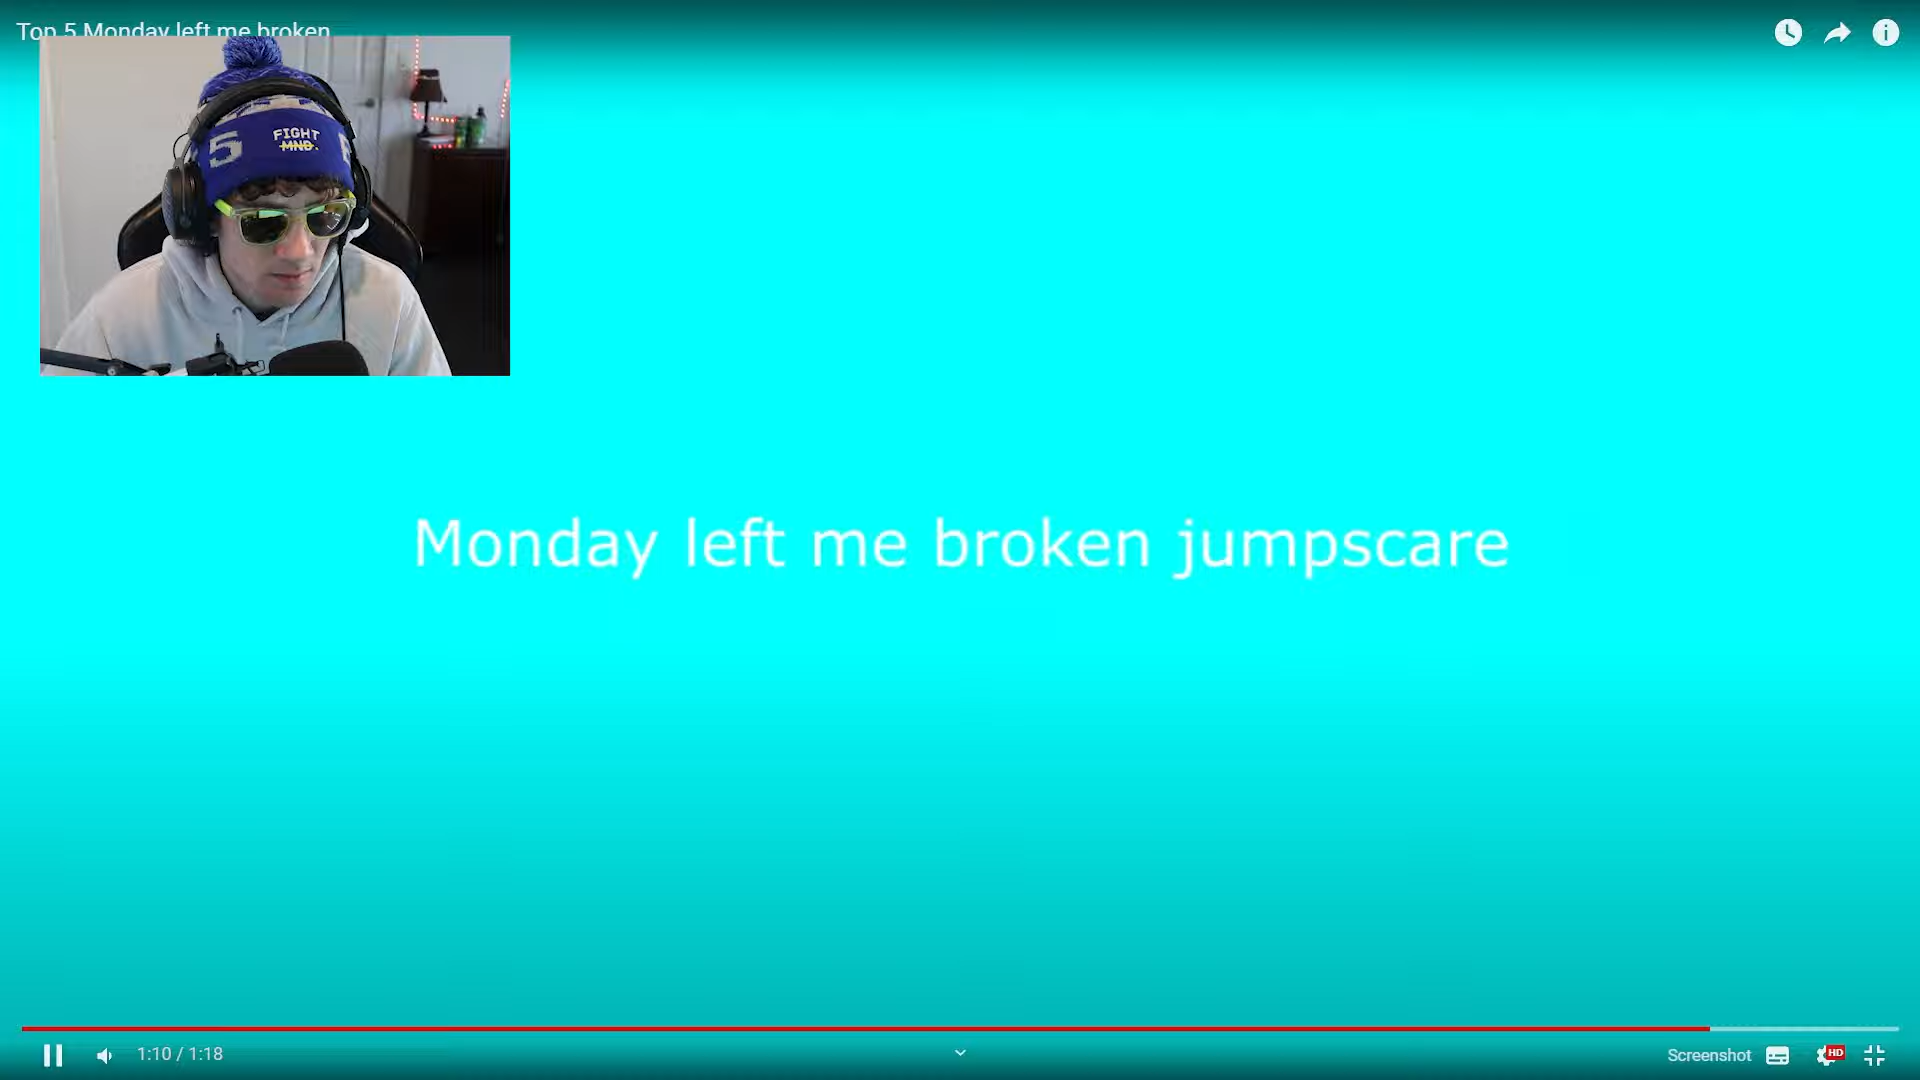 Top 5 Monday left me broken
5
FIGHT
MND.
Monday left me broken jumpscare
1:10 / 1:18
Screenshot
HD